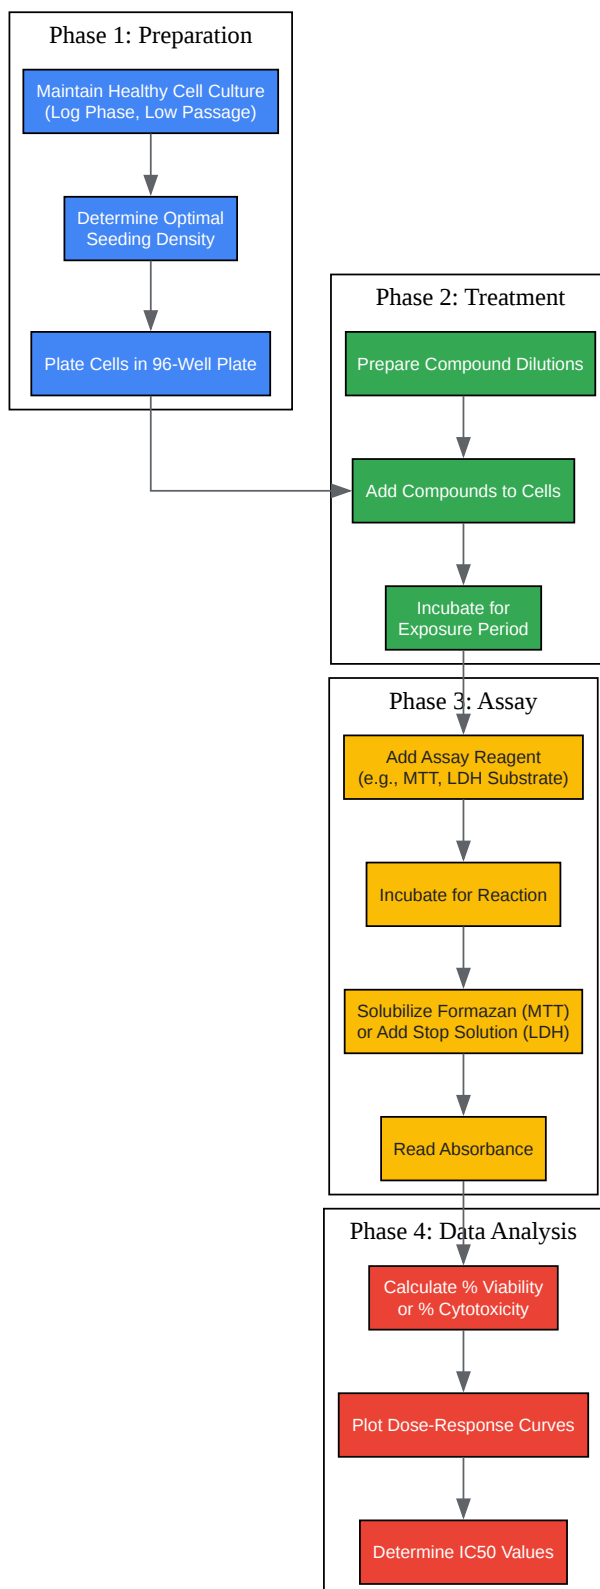 Phase 1: Preparation
Maintain Healthy Cell Culture
(Log Phase, Low Passage)
Determine Optimal
Seeding Density
Plate Cells in 96-Well Plate
Phase 2: Treatment
Prepare Compound Dilutions
Add Compounds to Cells
Incubate for
Exposure Period
Phase 3: Assay
Add Assay Reagent
(e.g., MTT, LDH Substrate)
Incubate for Reaction
Solubilize Formazan (MTT)
or Add Stop Solution (LDH)
Read Absorbance
Phase 4: Data Analysis
Calculate % Viability
or % Cytotoxicity
Plot Dose-Response Curves
Determine IC50 Values